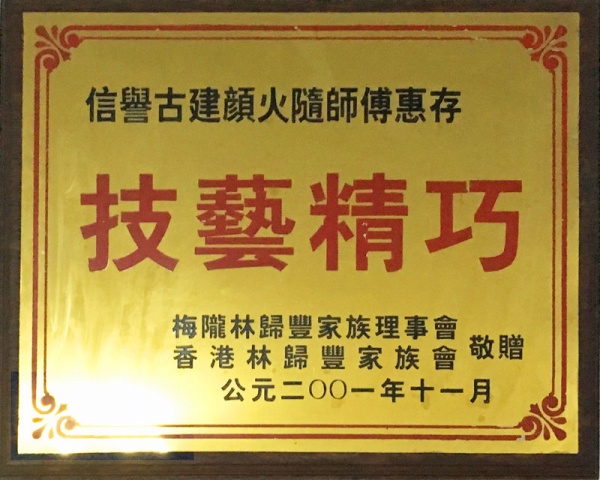 信譽古建顏火隨師傅惠存
技藝精巧
梅隴林歸豐家族理事會
香港林歸豐家族會
敬贈
公元二〇〇一年十一月